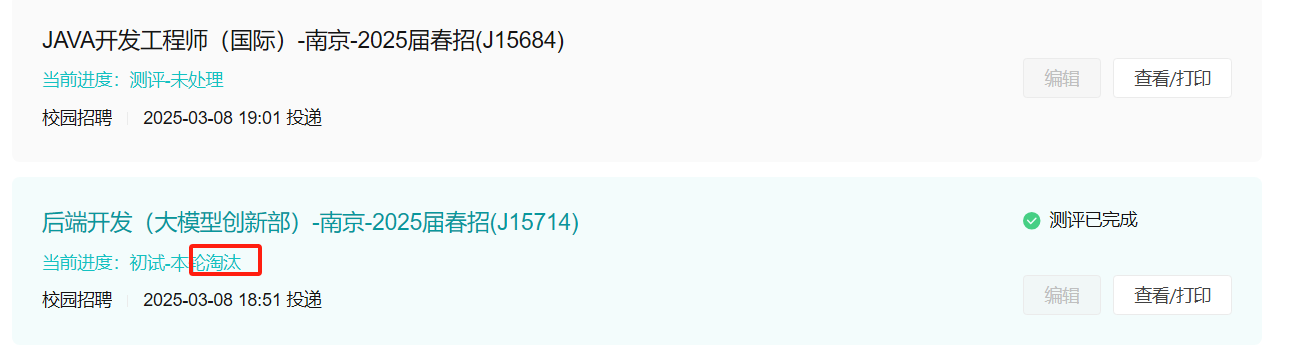 JAVA开发工程师（国际）-南京-2025届春招(J15684)
当前进度：测评-未处理
编辑 查看/打印
校园招聘 2025-03-08 19:01 投递
后端开发（大模型创新部）-南京-2025届春招(J15714)
测评已完成
当前进度：初试-本轮淘汰
编辑 查看/打印
校园招聘 2025-03-08 18:51 投递